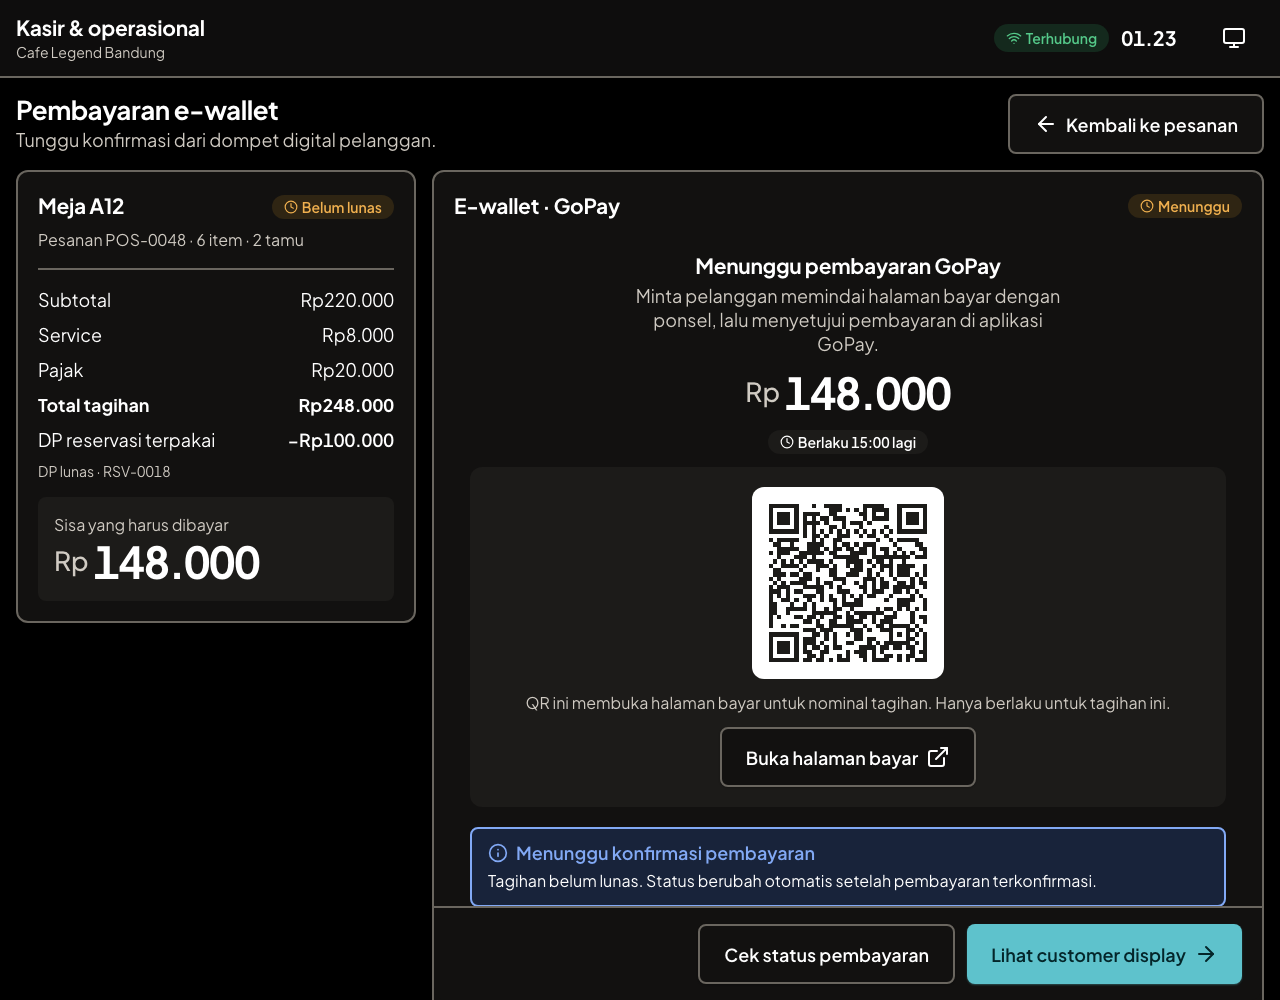 Kasir & operasional
Cafe Legend Bandung
Terhubung
01.23
Pembayaran e-wallet
Tunggu konfirmasi dari dompet digital pelanggan.
Kembali ke pesanan
Meja A12
Belum lunas
Pesanan POS-0048 · 6 item · 2 tamu
Subtotal Rp220.000
Service Rp8.000
Pajak Rp20.000
Total tagihan Rp248.000
DP reservasi terpakai −Rp100.000
DP lunas · RSV-0018
Sisa yang harus dibayar
Rp 148.000
E-wallet · GoPay
Menunggu
Menunggu pembayaran GoPay
Minta pelanggan memindai halaman bayar dengan
ponsel, lalu menyetujui pembayaran di aplikasi
GoPay.
Rp 148.000
Berlaku 15:00 lagi
QR ini membuka halaman bayar untuk nominal tagihan. Hanya berlaku untuk tagihan ini.
Buka halaman bayar
Menunggu konfirmasi pembayaran
Tagihan belum lunas. Status berubah otomatis setelah pembayaran terkonfirmasi.
Cek status pembayaran
Lihat customer display